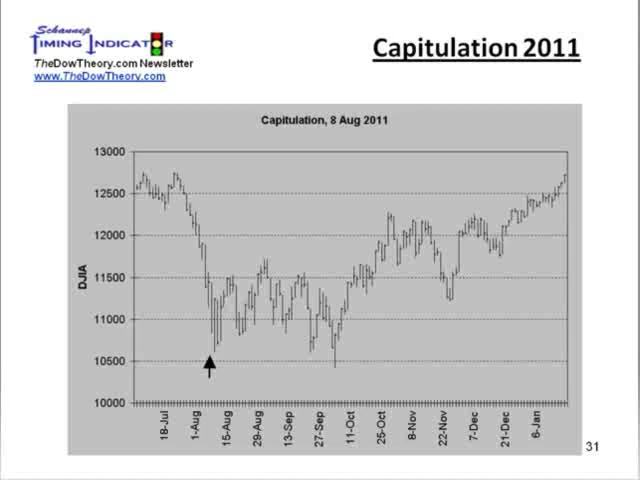 Schannep
TIMING INDICATOR
TheDowTheory.com Newsletter
www.TheDowTheory.com
Capitulation 2011
Capitulation, 8 Aug 2011
13000
12500
12000
11500
11000
10500
10000
DJIA
18-Jul
1-Aug
15-Aug
29-Aug
13-Sep
27-Sep
11-Oct
25-Oct
8-Nov
22-Nov
7-Dec
21-Dec
6-Jan
31